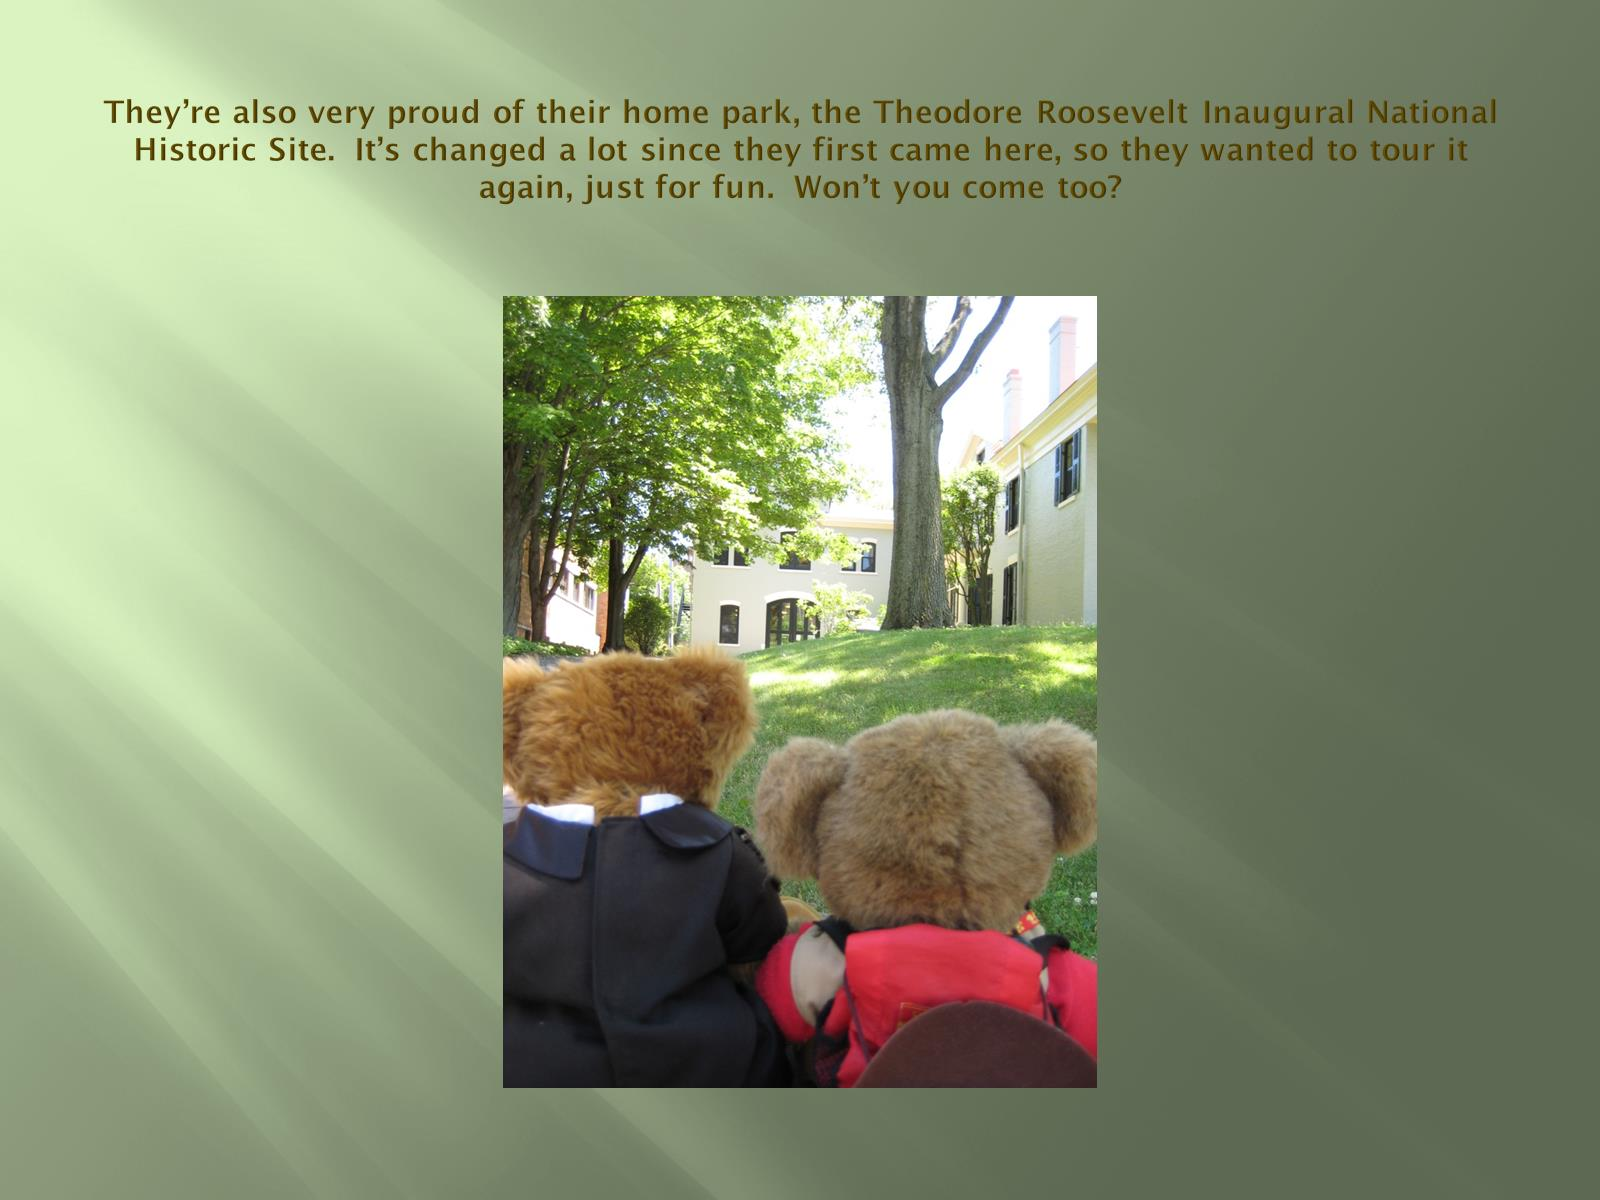 They’re also very proud of their home park, the Theodore Roosevelt Inaugural National
Historic Site.  It’s changed a lot since they first came here, so they wanted to tour it
again, just for fun.  Won’t you come too?